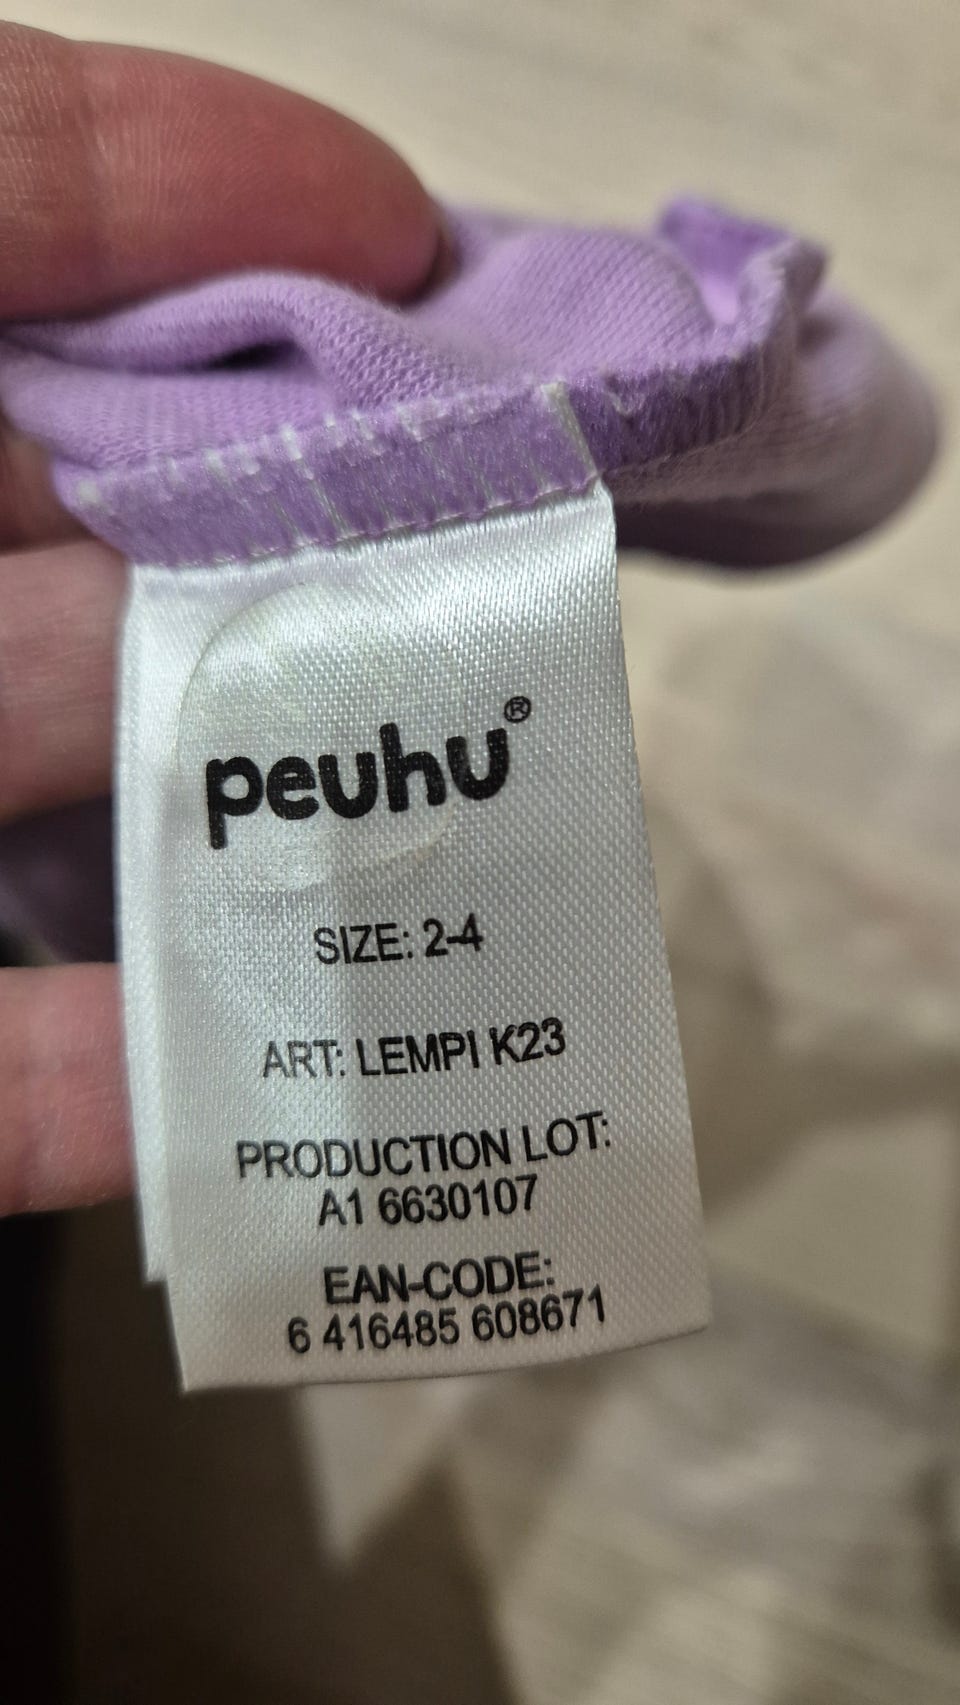 peuhu®
SIZE: 2-4
ART: LEMPI K23
PRODUCTION LOT:
A1 6630107
EAN-CODE:
6 416485 608671